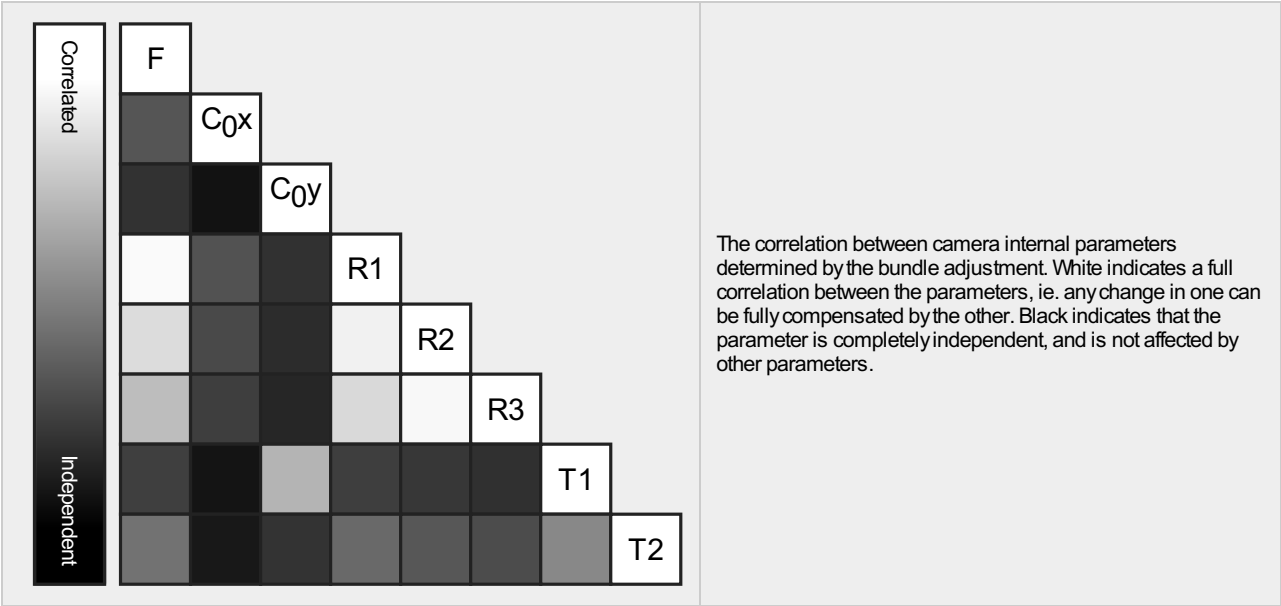 Correlated
Independent
F
C0x
C0y
R1
R2
R3
T1
T2
The correlation between camera internal parameters
determined by the bundle adjustment. White indicates a full
correlation between the parameters, ie. any change in one can
be fully compensated by the other. Black indicates that the
parameter is completely independent, and is not affected by
other parameters.